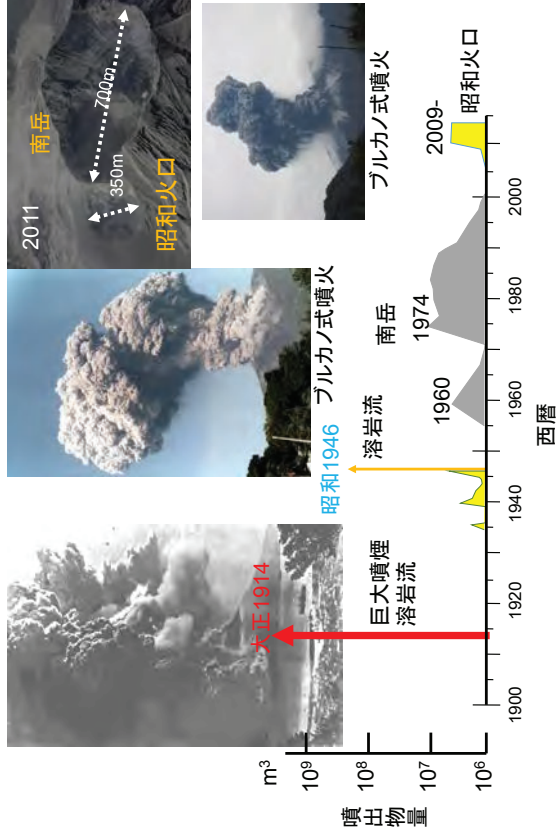 2011
南岳
700m
350m
昭和火口
ブルカノ式噴火
ブルカノ式噴火
大正1914
巨大噴煙
溶岩流
昭和1946
溶岩流
1960
南岳
1974
2009-
昭和火口
m³
10⁹
10⁸
10⁷
10⁶
噴出物量
1900
1920
1940
1960
1980
2000
西暦